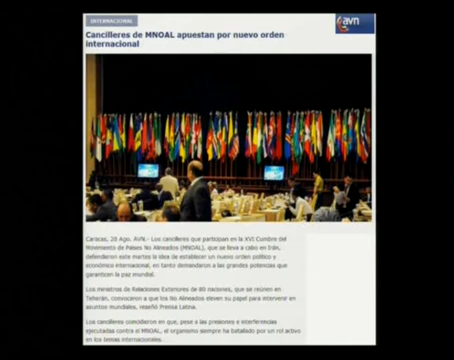 INTERNACIONAL
avn
Cancilleres de MNOAL apuestan por nuevo orden
internacional
Caracas, 28 Ago. AVN.- Los cancilleres que participan en la XVI Cumbre del
Movimiento de Países No Alineados (MNOAL), que se lleva a cabo en Irán,
defendieron este martes la idea de establecer un nuevo orden político y
económico internacional, en tanto demandaron a las grandes potencias que
garanticen la paz mundial.
Los ministros de Relaciones Exteriores de 80 naciones, que se reúnen en
Teherán, convocaron a que los No Alineados eleven su papel para intervenir en
asuntos mundiales, reseñó Prensa Latina.
Los cancilleres coincidieron en que, pese a las presiones e interferencias
ejecutadas contra el MNOAL, el organismo siempre ha batallado por un rol activo
en los temas internacionales.